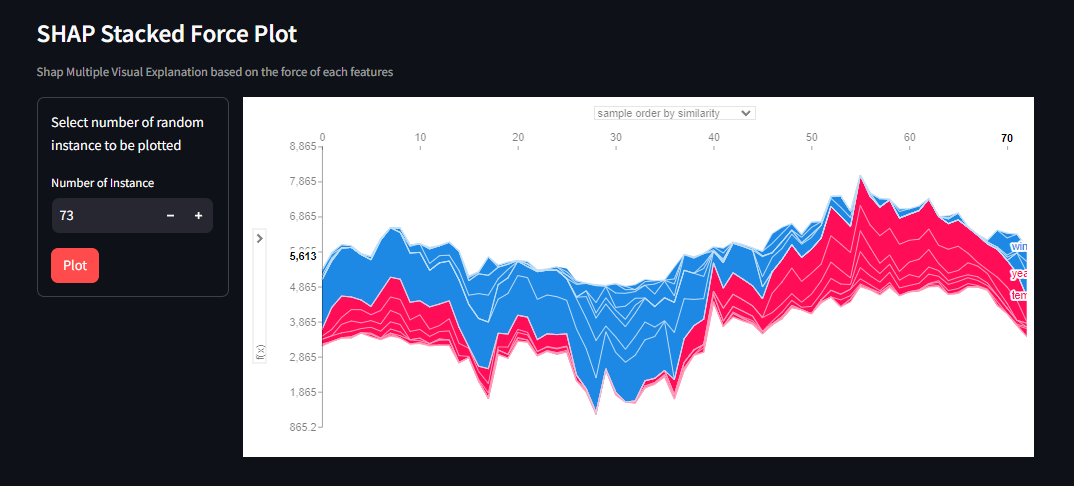 SHAP Stacked Force Plot
Shap Multiple Visual Explanation based on the force of each features
Select number of random
instance to be plotted
Number of Instance
73
−
+
Plot
sample order by similarity
0 10 20 30 40 50 60 70
8,865
7,865
6,865
5,613
4,865
3,865
2,865
1,865
865.2
f(x)
win
yea
tem